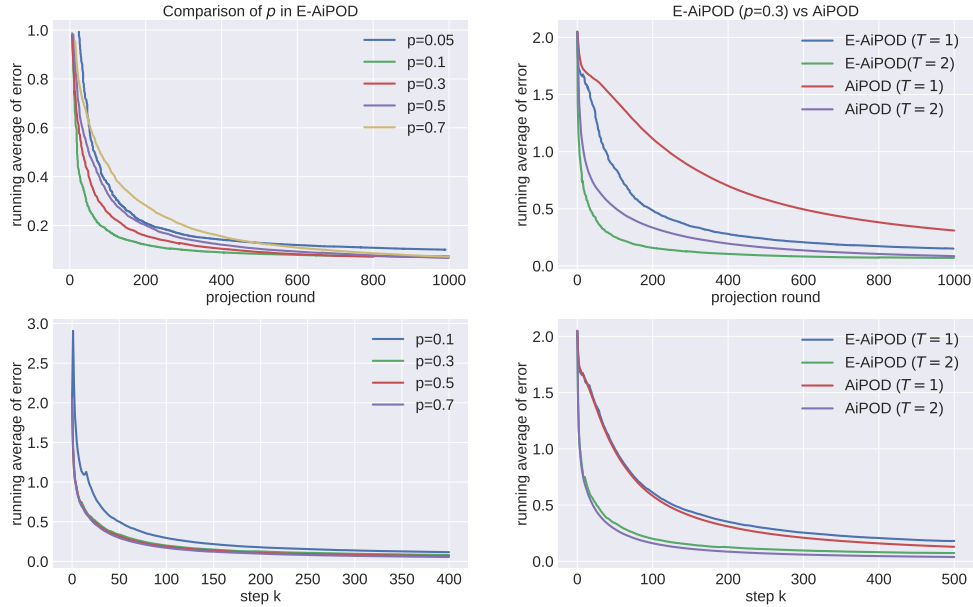 Comparison of p in E-AiPOD
running average of error
1.0
0.8
0.6
0.4
0.2
0 200 400 600 800 1000
projection round
p=0.05
p=0.1
p=0.3
p=0.5
p=0.7
E-AiPOD (p=0.3) vs AiPOD
running average of error
2.0
1.5
1.0
0.5
0.0
0 200 400 600 800 1000
projection round
E-AiPOD (T = 1)
E-AiPOD(T = 2)
AiPOD (T = 1)
AiPOD (T = 2)
running average of error
3.0
2.5
2.0
1.5
1.0
0.5
0.0
0 50 100 150 200 250 300 350 400
step k
p=0.1
p=0.3
p=0.5
p=0.7
running average of error
2.0
1.5
1.0
0.5
0.0
0 100 200 300 400 500
step k
E-AiPOD (T = 1)
E-AiPOD (T = 2)
AiPOD (T = 1)
AiPOD (T = 2)